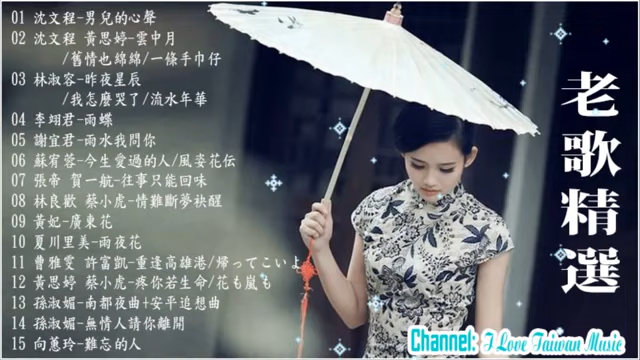 01 沈文程-男兒的心聲
02 沈文程 黃思婷-雲中月
/舊情也綿綿/一條手巾仔
03 林淑容-昨夜星辰
/我怎麼哭了/流水年華
04 李翊君-雨蝶
05 謝宜君-雨水我問你
06 蘇宥蓉-今生愛過的人/風姿花伝
07 張帝 賀一航-往事只能回味
08 林良歡 蔡小虎-情難斷夢袂醒
09 黃妃-廣東花
10 夏川里美-雨夜花
11 曹雅雯 許富凱-重逢高雄港/帰ってこいよ
12 黃思婷 蔡小虎-疼你若生命/花も嵐も
13 孫淑媚-南都夜曲+安平追想曲
14 孫淑媚-無情人請你離開
15 向蕙玲-難忘的人
老歌精選
Channel: I Love Taiwan Music